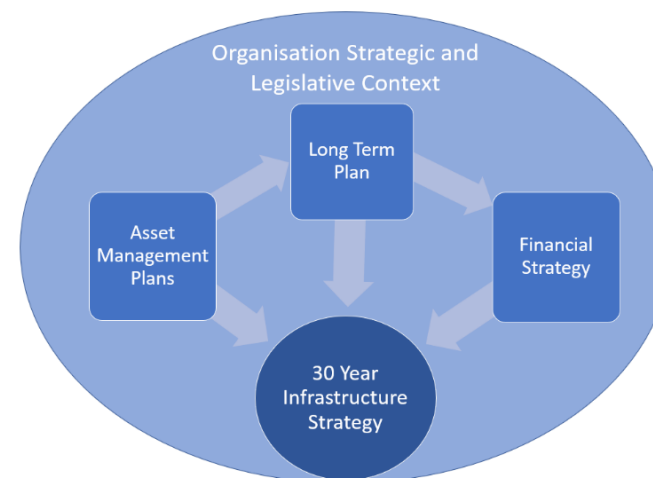 Organisation Strategic and
Legislative Context
Long Term
Plan
Asset
Management
Plans
Financial
Strategy
30 Year
Infrastructure
Strategy